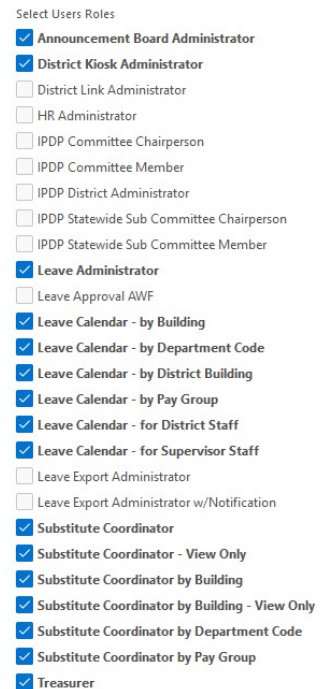 Select Users Roles
Announcement Board Administrator
District Kiosk Administrator
District Link Administrator
HR Administrator
IPDP Committee Chairperson
IPDP Committee Member
IPDP District Administrator
IPDP Statewide Sub Committee Chairperson
IPDP Statewide Sub Committee Member
Leave Administrator
Leave Approval AWF
Leave Calendar - by Building
Leave Calendar - by Department Code
Leave Calendar - by District Building
Leave Calendar - by Pay Group
Leave Calendar - for District Staff
Leave Calendar - for Supervisor Staff
Leave Export Administrator
Leave Export Administrator w/Notification
Substitute Coordinator
Substitute Coordinator - View Only
Substitute Coordinator by Building
Substitute Coordinator by Building - View Only
Substitute Coordinator by Department Code
Substitute Coordinator by Pay Group
Treasurer